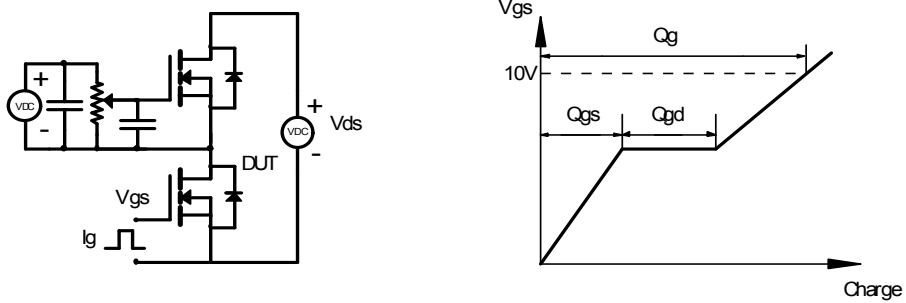 +
VDC
-
+
VDC
-
Vds
DUT
Vgs
Ig
Vgs
Qg
10V
Qgs
Qgd
Charge